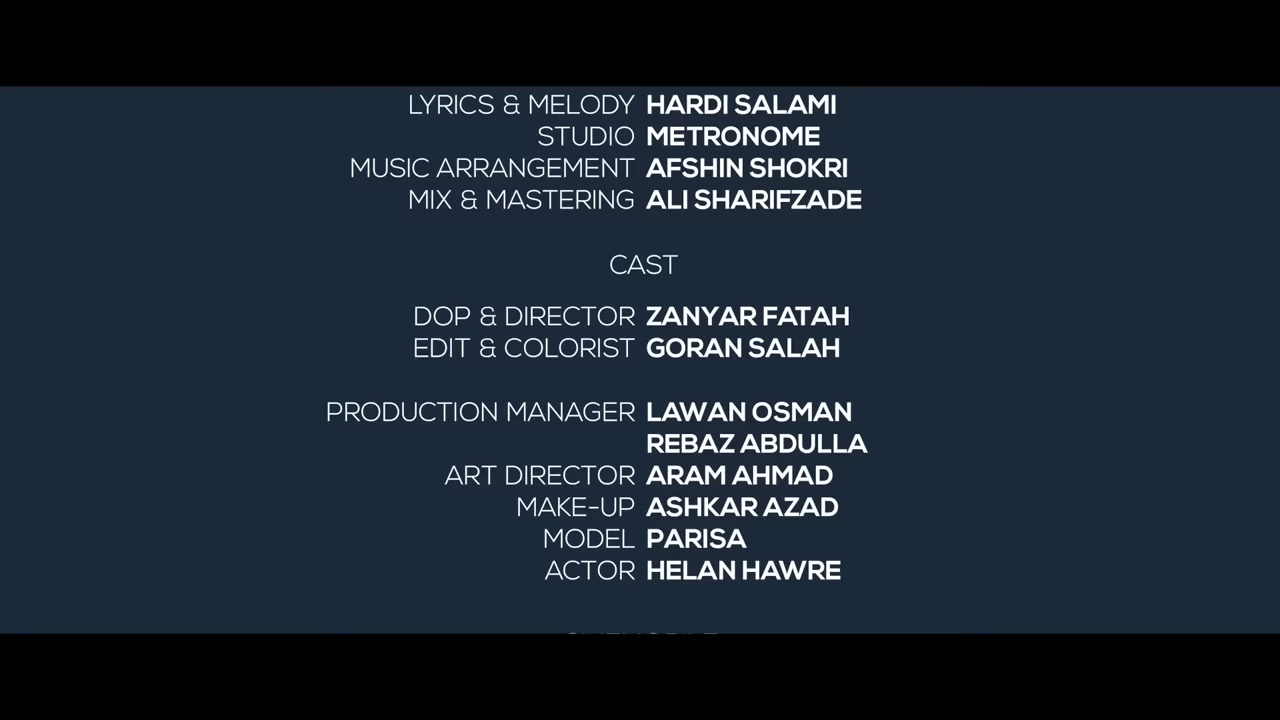 LYRICS & MELODY HARDI SALAMI
STUDIO METRONOME
MUSIC ARRANGEMENT AFSHIN SHOKRI
MIX & MASTERING ALI SHARIFZADE
CAST
DOP & DIRECTOR ZANYAR FATAH
EDIT & COLORIST GORAN SALAH
PRODUCTION MANAGER LAWAN OSMAN
REBAZ ABDULLA
ART DIRECTOR ARAM AHMAD
MAKE-UP ASHKAR AZAD
MODEL PARISA
ACTOR HELAN HAWRE